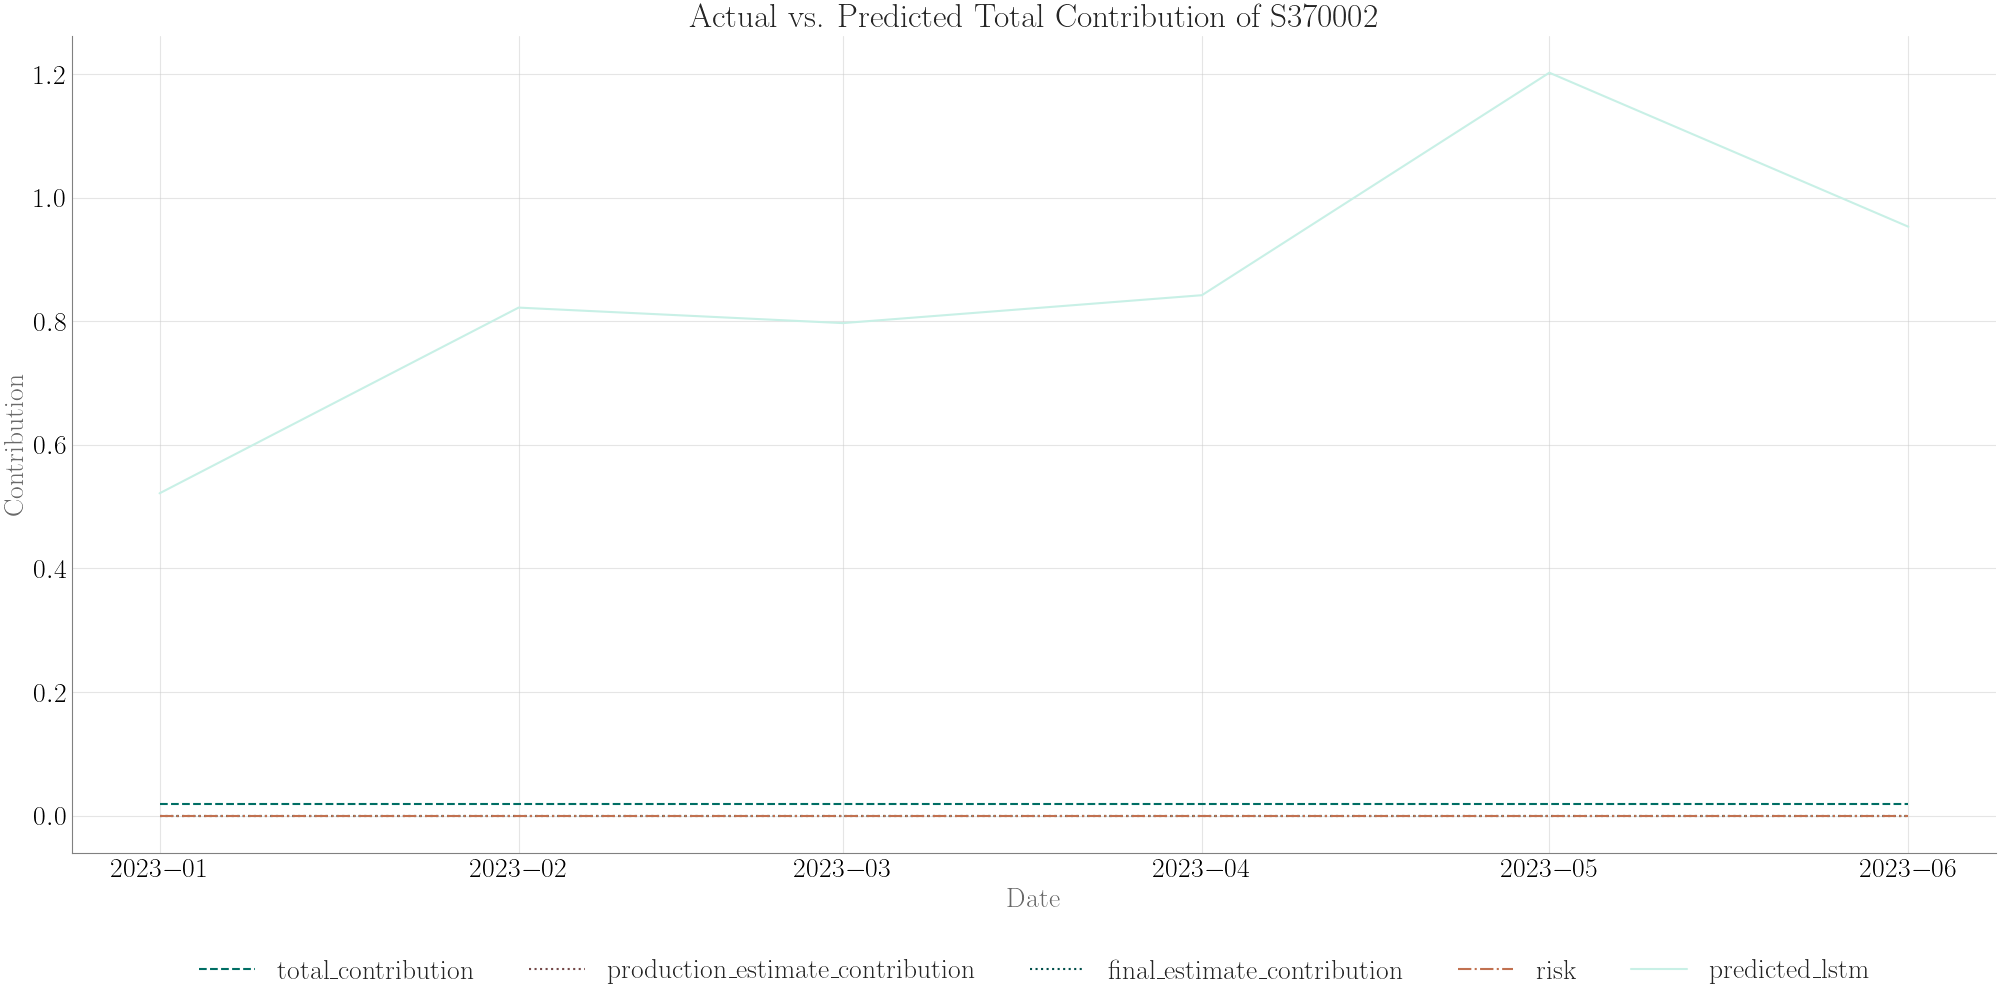 Actual vs. Predicted Total Contribution of S370002
1.2
1.0
0.8
0.6
0.4
0.2
0.0
Contribution
2023−01 2023−02 2023−03 2023−04 2023−05 2023−06
Date
total_contribution production_estimate_contribution final_estimate_contribution risk predicted_lstm